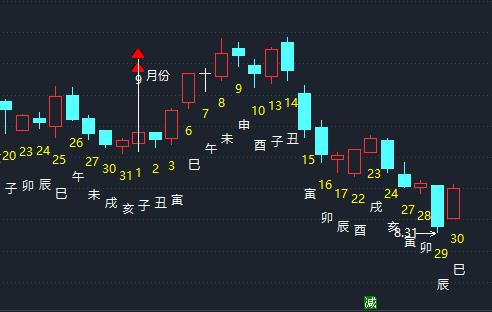 9 月份
20 子
23 卯
24 辰
25 巳
26 午
27 未
30 戌
31 亥
1 子
2 丑
3 寅
6 巳
7 午
8 未
9 申
10 酉
13 子
14 丑
15 寅
16 卯
17 辰
22 酉
23 戌
24 亥
27 寅
28 卯
8.31
29 辰
30 巳
减